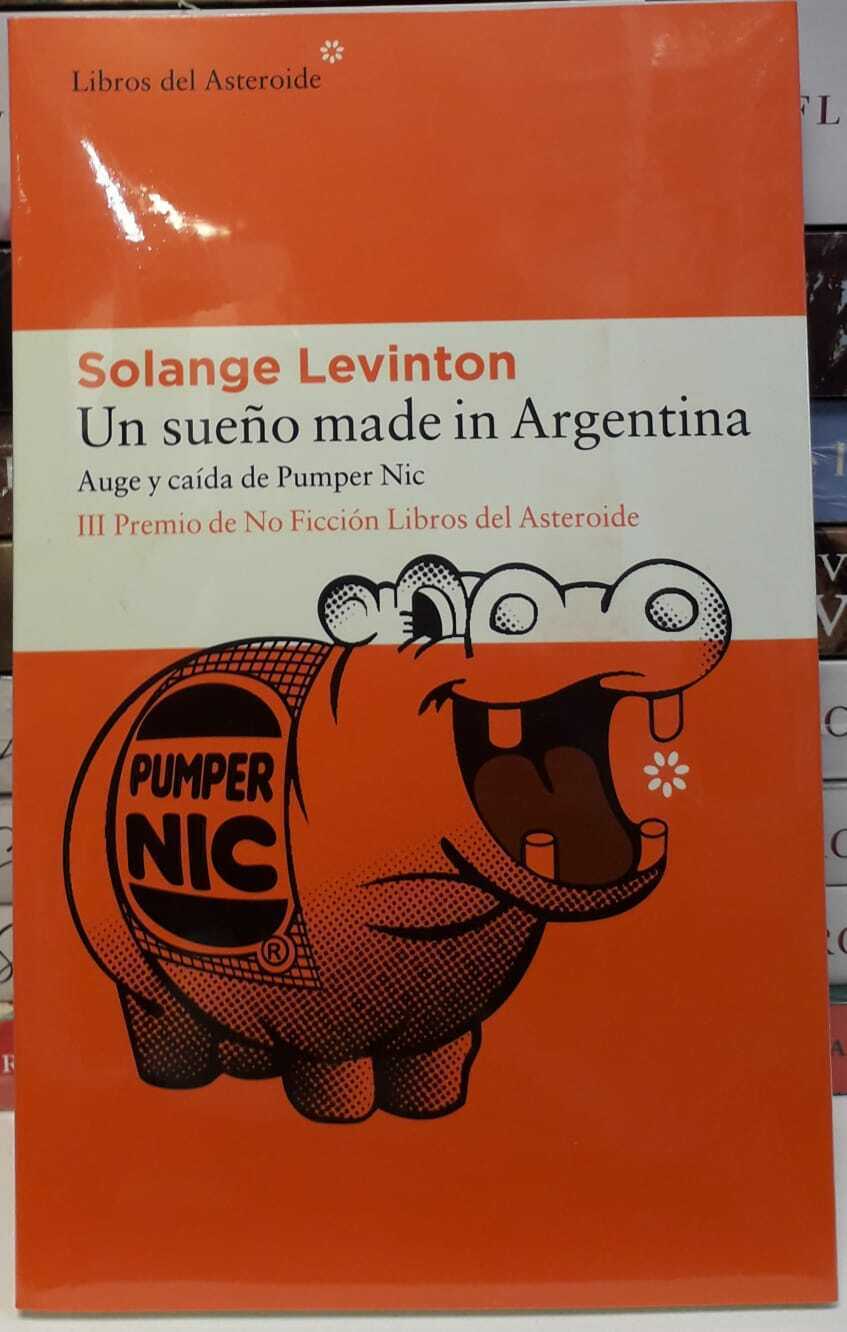 Libros del Asteroide
Solange Levinton
Un sueño made in Argentina
Auge y caída de Pumper Nic
III Premio de No Ficción Libros del Asteroide
PUMPER
NIC
®